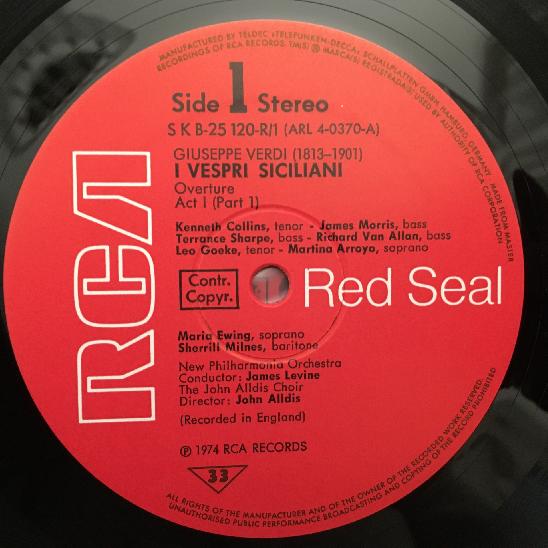 MANUFACTURED BY TELDEC »TELEFUNKEN-DECCA« SCHALLPLATTEN GMBH, HAMBURG, GERMANY MADE FROM MASTER
RECORDINGS OF RCA RECORDS. TM(S) ® MARCA(S) REGISTRADA(S) USED BY AUTHORITY OF RCA CORPORATION
Side 1 Stereo
S K B-25 120-R/1 (ARL 4-0370-A)
GIUSEPPE VERDI (1813–1901)
I VESPRI SICILIANI
Overture
Act I (Part 1)
Kenneth Collins, tenor - James Morris, bass
Terrance Sharpe, bass - Richard Van Allan, bass
Leo Goeke, tenor - Martina Arroyo, soprano
RCA
Contr.
Copyr.
Red Seal
Maria Ewing, soprano
Sherrill Milnes, baritone
New Philharmonia Orchestra
Conductor: James Levine
The John Alldis Choir
Director: John Alldis
(Recorded in England)
℗ 1974 RCA RECORDS
33
ALL RIGHTS OF THE MANUFACTURER AND OF THE OWNER OF THE RECORDED WORK RESERVED.
UNAUTHORISED PUBLIC PERFORMANCE BROADCASTING AND COPYING OF THE RECORD PROHIBITED